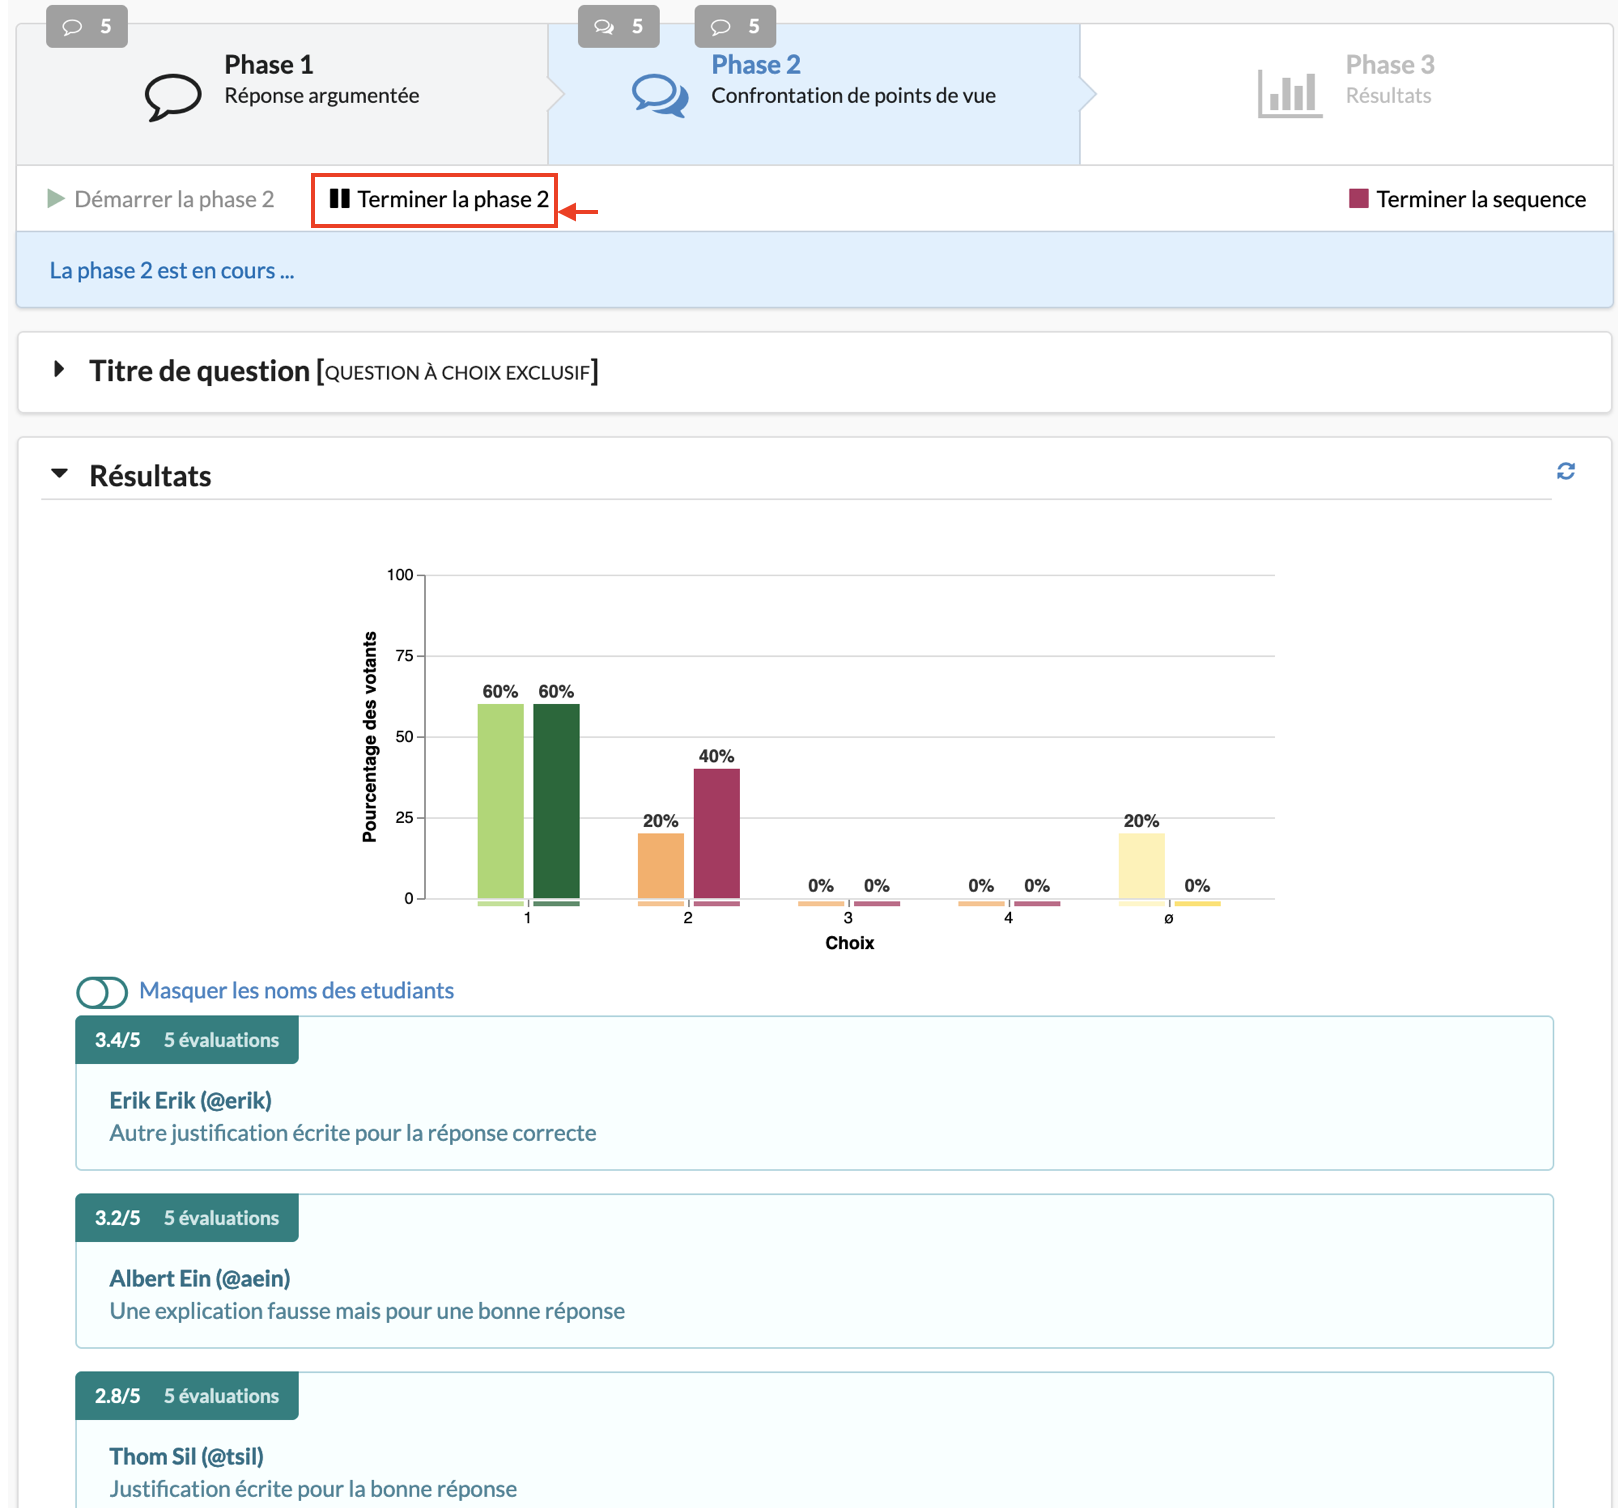 5
5
5
Phase 1
Réponse argumentée
Phase 2
Confrontation de points de vue
Phase 3
Résultats
Démarrer la phase 2
Terminer la phase 2
Terminer la sequence
La phase 2 est en cours ...
Titre de question [QUESTION À CHOIX EXCLUSIF]
Résultats
100
75
50
25
0
Pourcentage des votants
60% 60%
20% 40%
0% 0%
0% 0%
20% 0%
1 2 3 4 ø
Choix
Masquer les noms des etudiants
3.4/5 5 évaluations
Erik Erik (@erik)
Autre justification écrite pour la réponse correcte
3.2/5 5 évaluations
Albert Ein (@aein)
Une explication fausse mais pour une bonne réponse
2.8/5 5 évaluations
Thom Sil (@tsil)
Justification écrite pour la bonne réponse